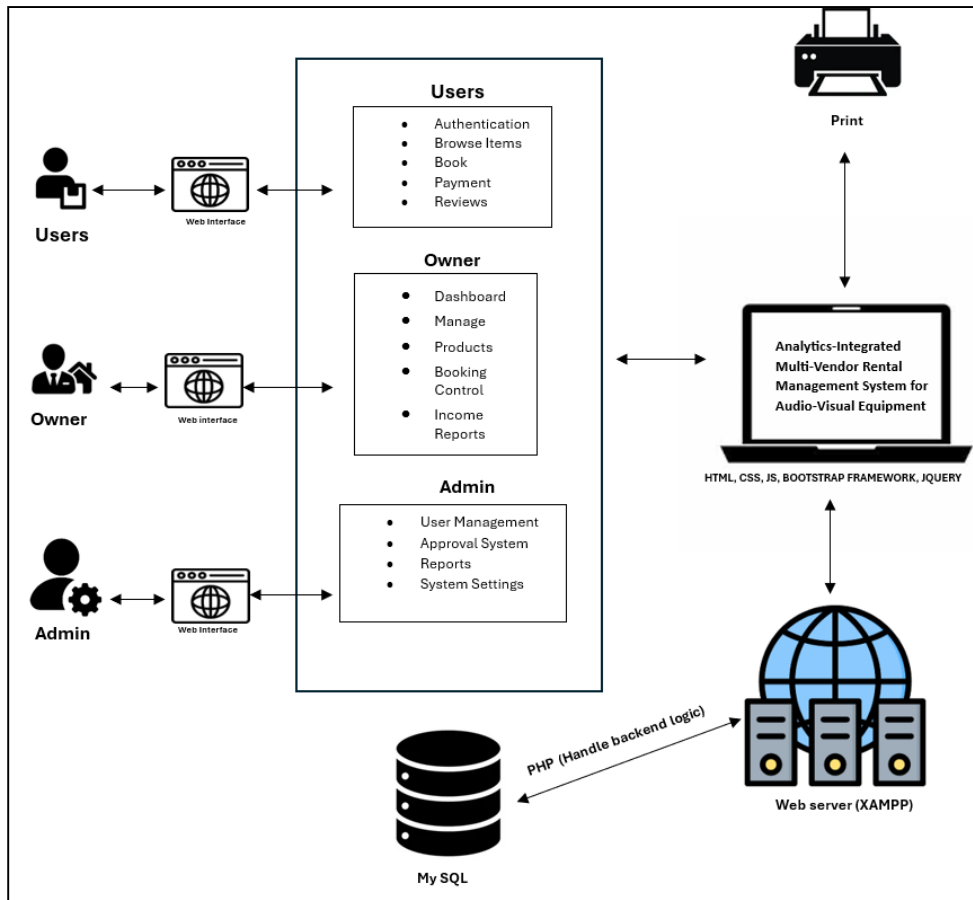 Users
Authentication
Browse Items
Book
Payment
Reviews
Users
Web Interface
Owner
Dashboard
Manage
Products
Booking
Control
Income
Reports
Owner
Web interface
Admin
User Management
Approval System
Reports
System Settings
Admin
Web Interface
Print
Analytics-Integrated
Multi-Vendor Rental
Management System for
Audio-Visual Equipment
HTML, CSS, JS, BOOTSTRAP FRAMEWORK, JQUERY
PHP (Handle backend logic)
Web server (XAMPP)
My SQL